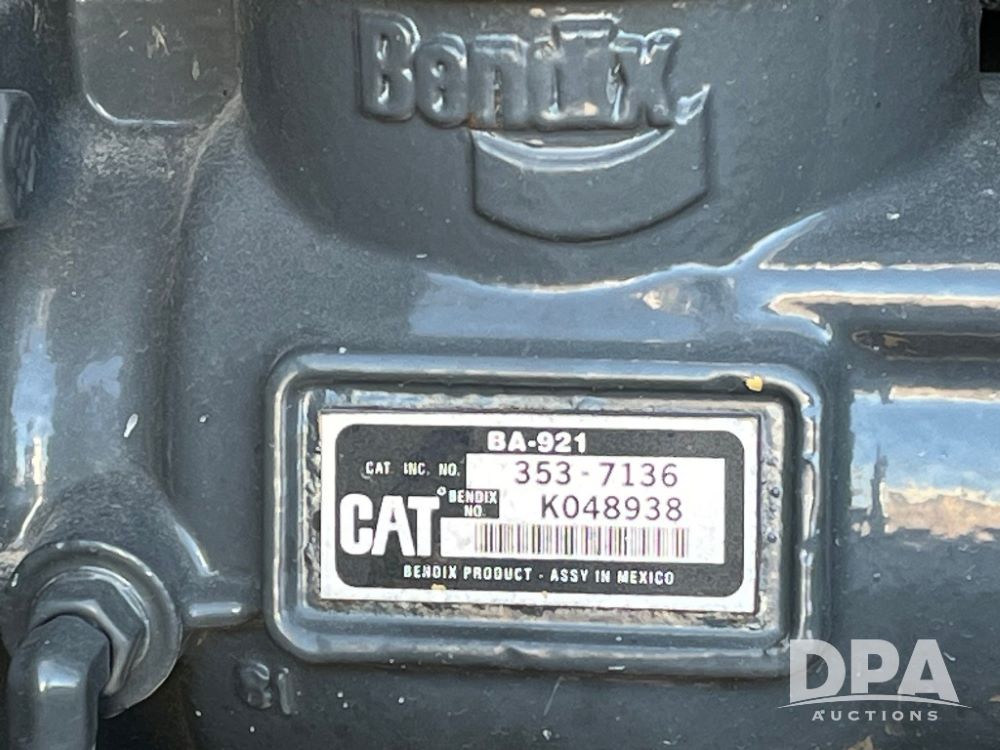 Bendix
BA-921
CAT. INC. NO. 353-7136
CAT BENDIX NO. K048938
BENDIX PRODUCT - ASSY IN MEXICO
31
DPA
AUCTIONS